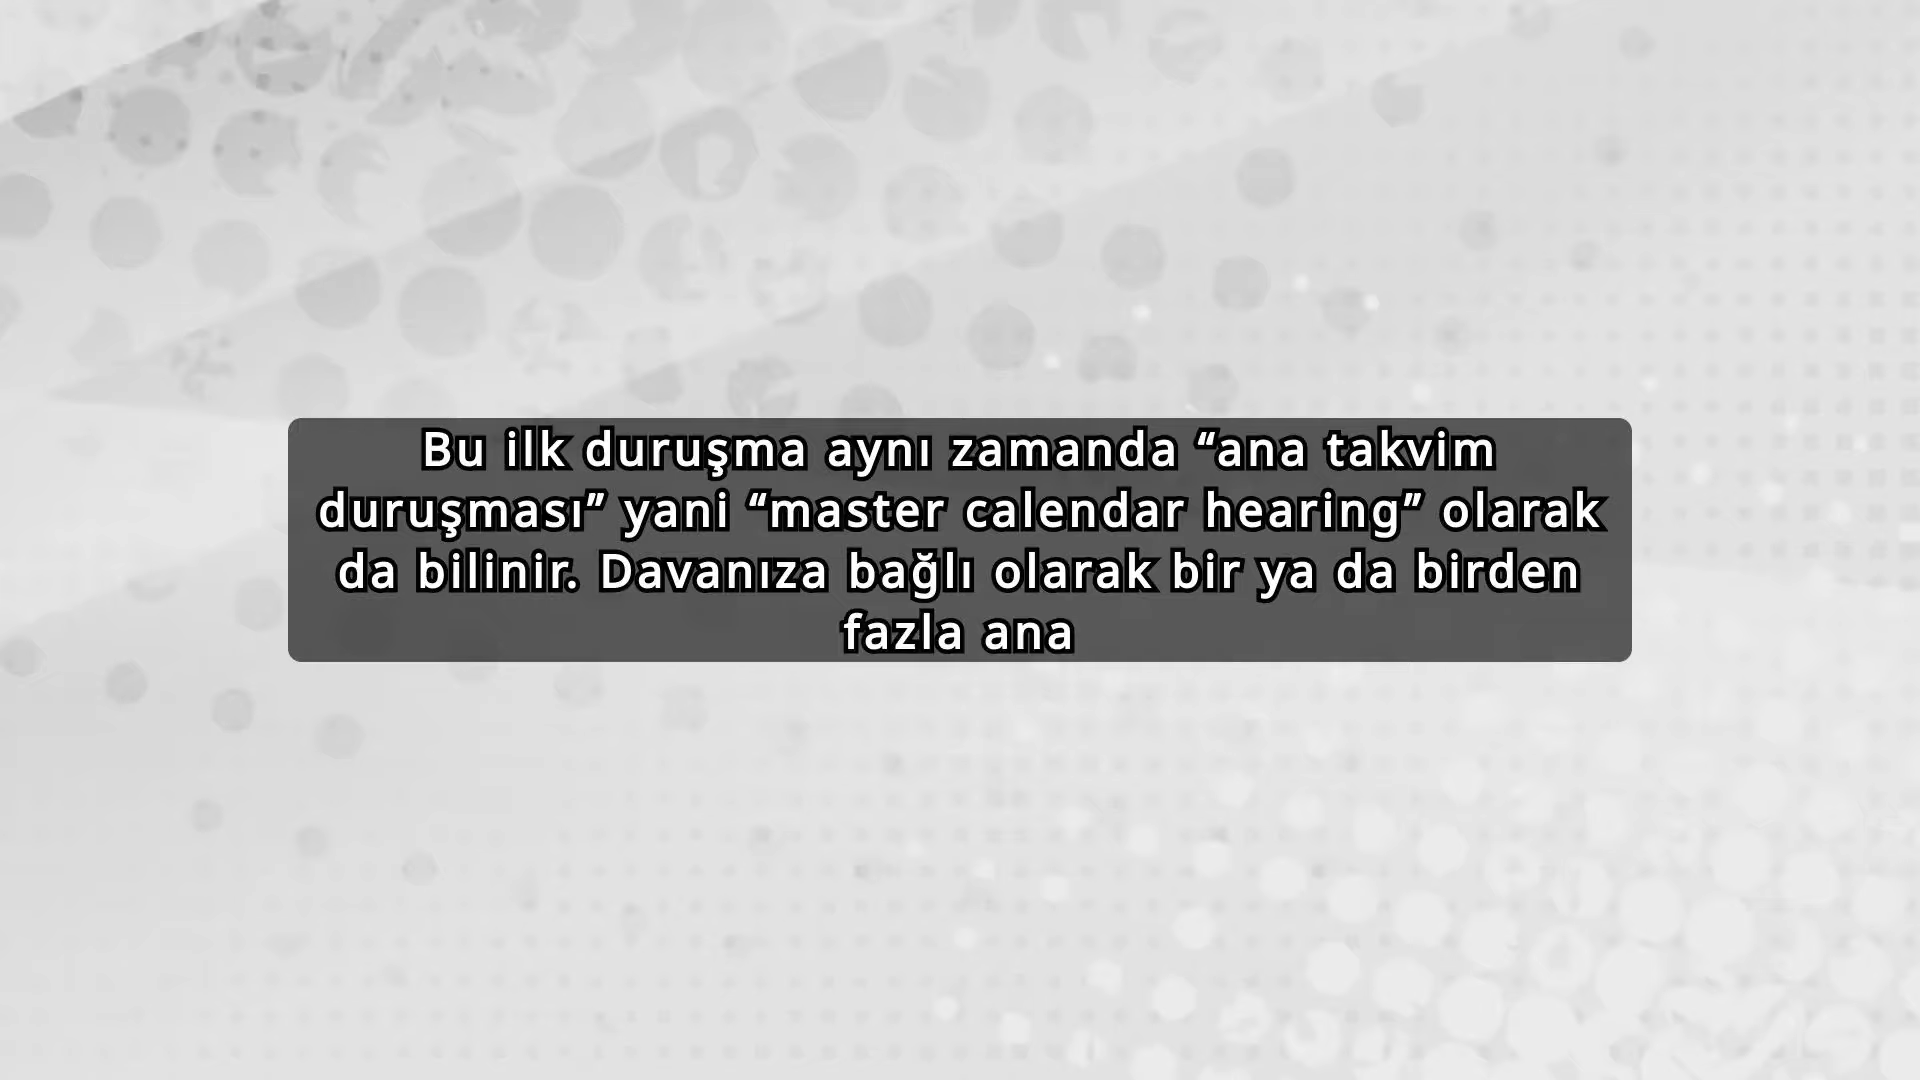 Bu ilk duruşma aynı zamanda “ana takvim
duruşması” yani “master calendar hearing” olarak
da bilinir. Davanıza bağlı olarak bir ya da birden
fazla ana